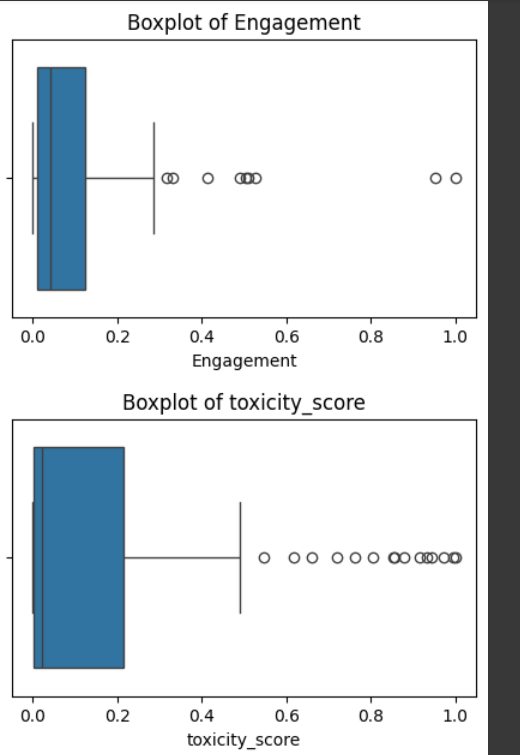 Boxplot of Engagement
0.0 0.2 0.4 0.6 0.8 1.0
Engagement
Boxplot of toxicity_score
0.0 0.2 0.4 0.6 0.8 1.0
toxicity_score